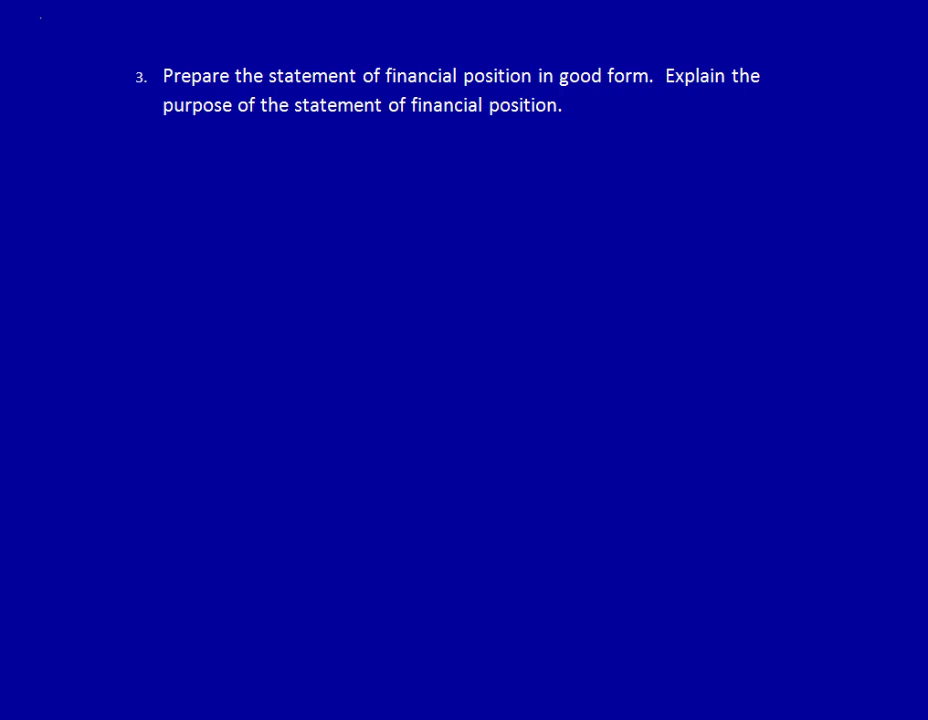 3. Prepare the statement of financial position in good form.  Explain the
purpose of the statement of financial position.